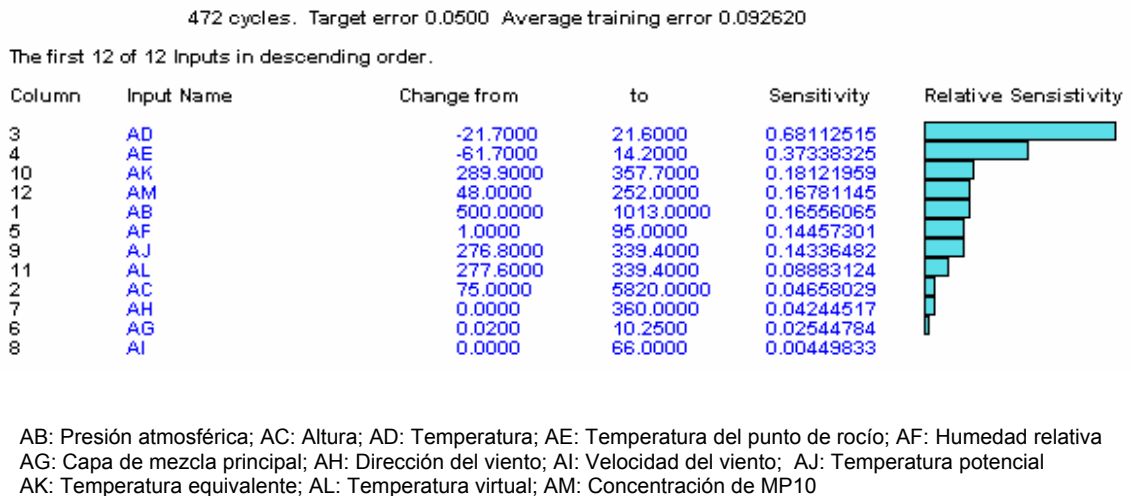 472 cycles. Target error 0.0500 Average training error 0.092620
The first 12 of 12 Inputs in descending order.
Column Input Name Change from to Sensitivity Relative Sensistivity
3 AD -21.7000 21.6000 0.68112515
4 AE -61.7000 14.2000 0.37338325
10 AK 289.9000 357.7000 0.18121959
12 AM 48.0000 252.0000 0.16781145
1 AB 500.0000 1013.0000 0.16556065
5 AF 1.0000 95.0000 0.14457301
9 AJ 276.8000 339.4000 0.14336482
11 AL 277.6000 339.4000 0.08883124
2 AC 75.0000 5820.0000 0.04658029
7 AH 0.0000 360.0000 0.04244517
6 AG 0.0200 10.2500 0.02544784
8 AI 0.0000 66.0000 0.00449833
AB: Presión atmosférica; AC: Altura; AD: Temperatura; AE: Temperatura del punto de rocío; AF: Humedad relativa
AG: Capa de mezcla principal; AH: Dirección del viento; AI: Velocidad del viento; AJ: Temperatura potencial
AK: Temperatura equivalente; AL: Temperatura virtual; AM: Concentración de MP10